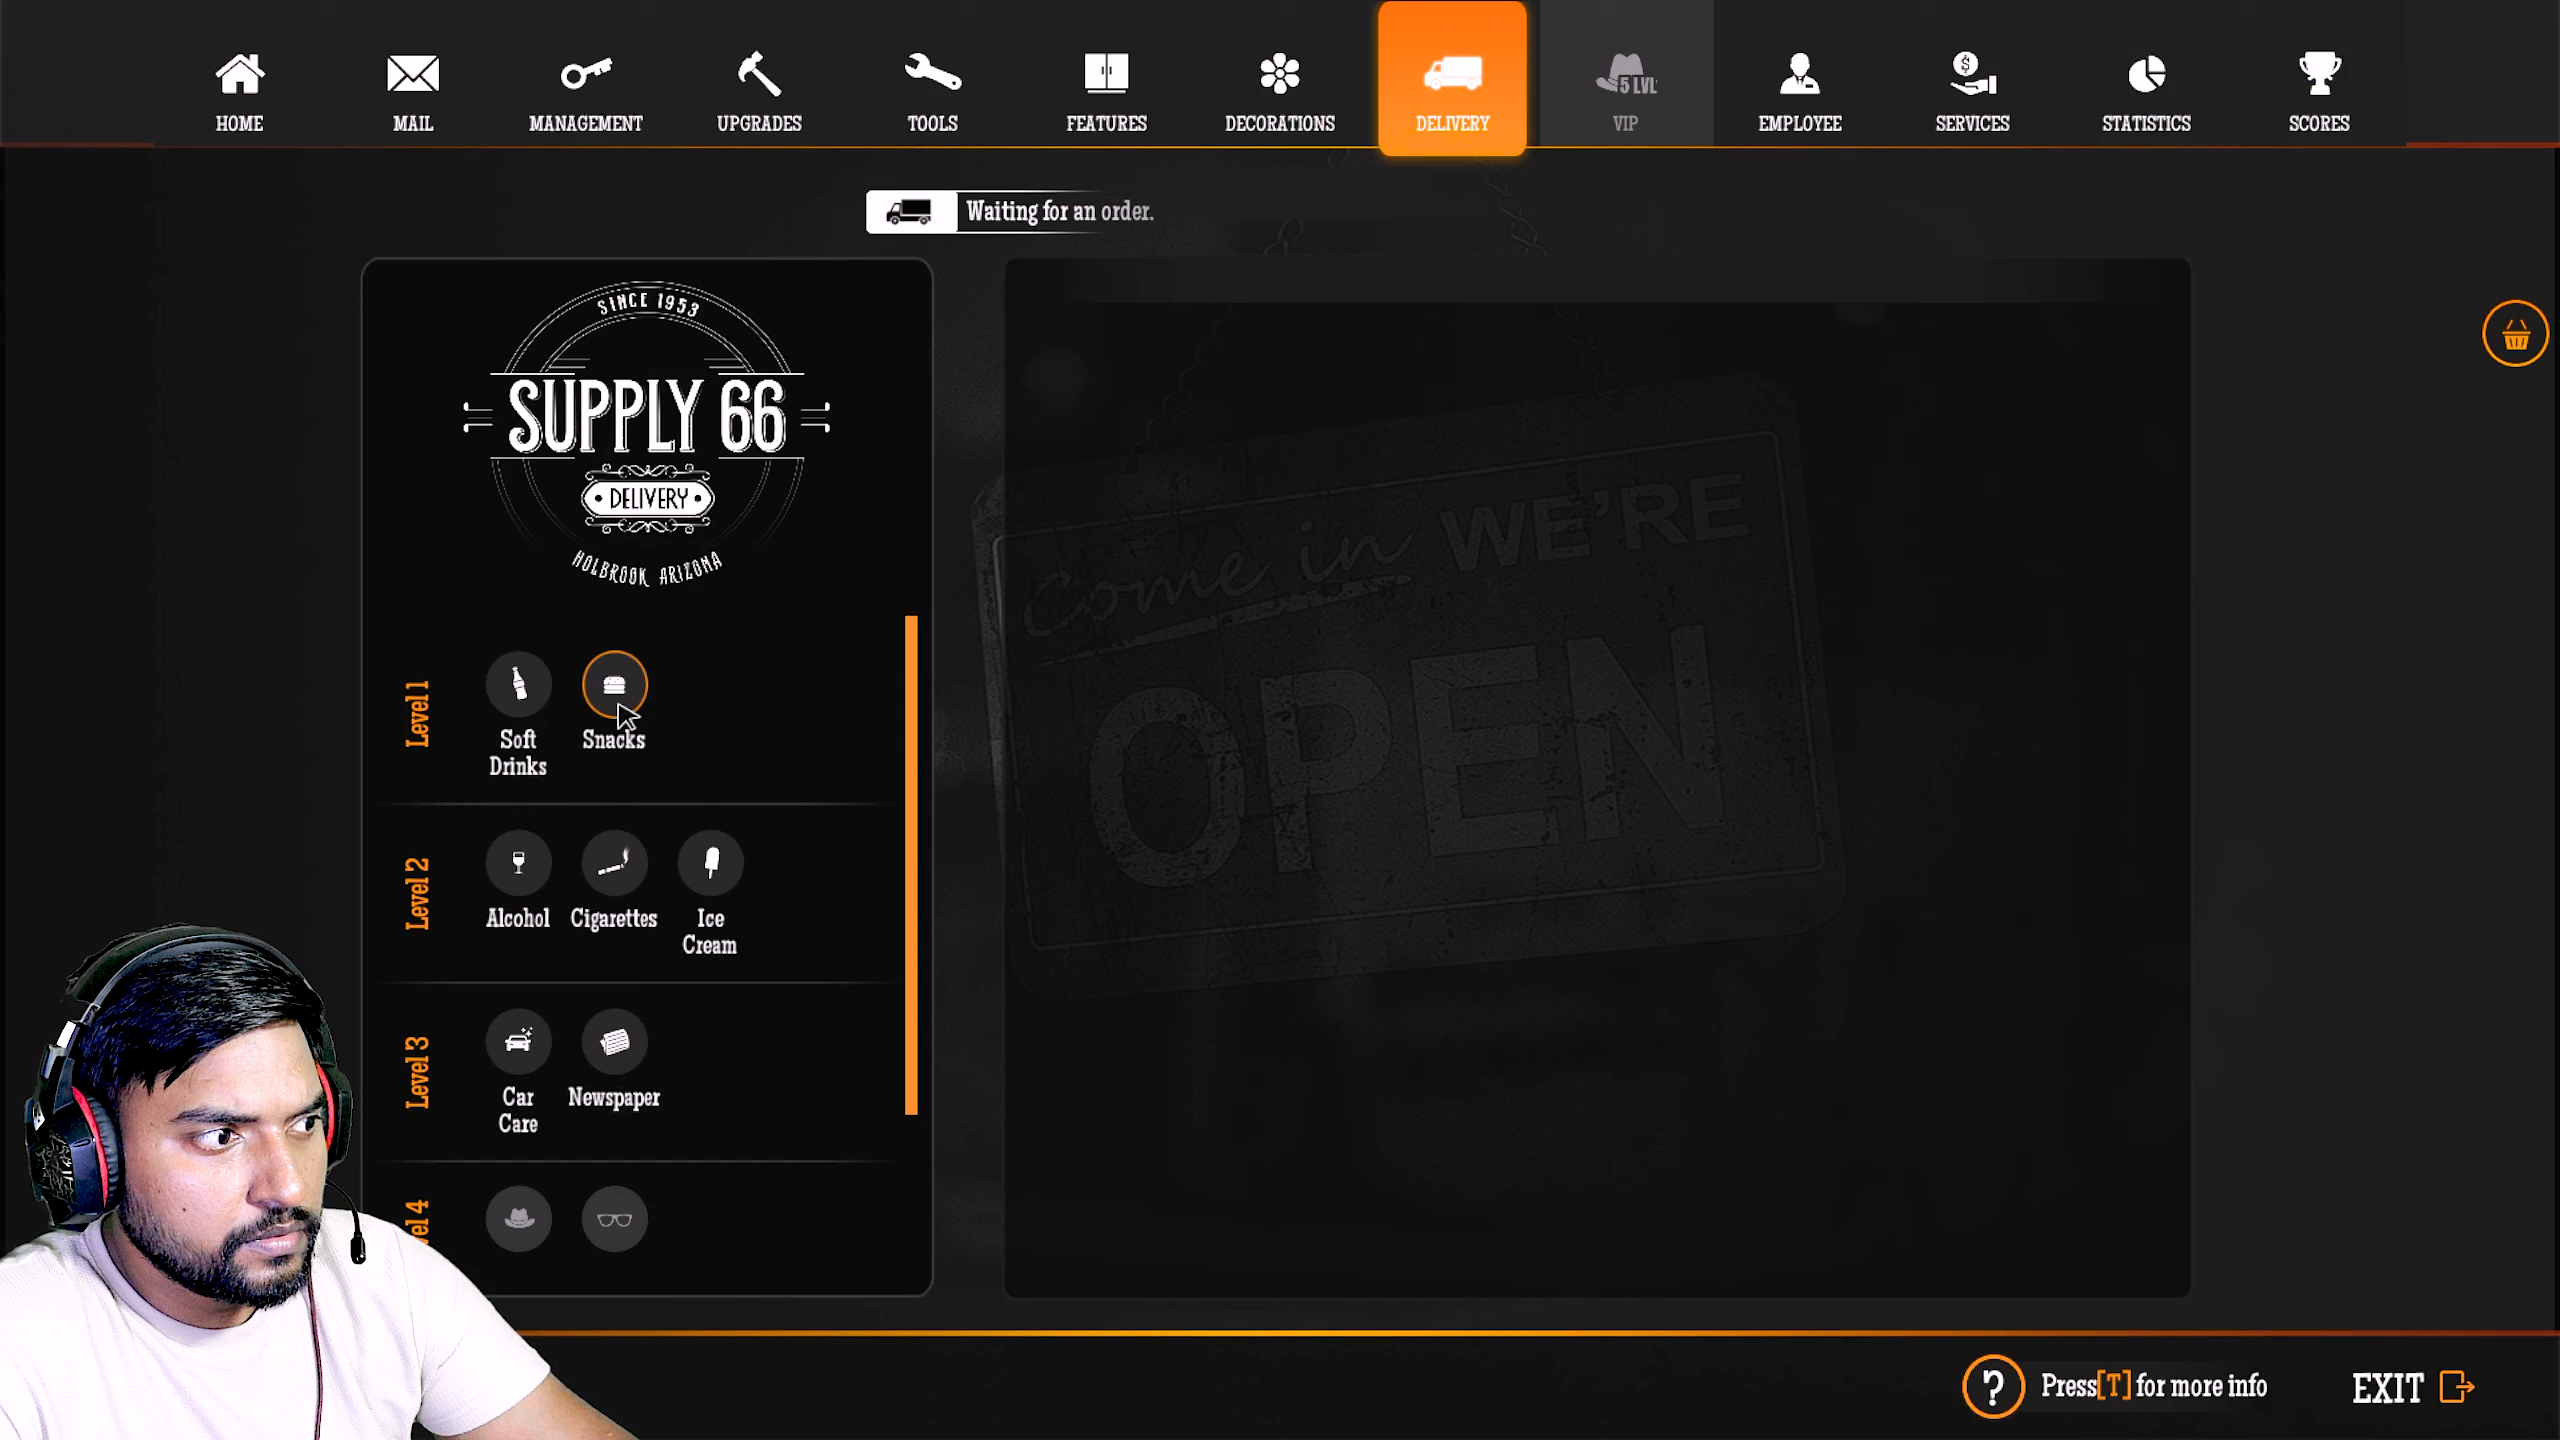 HOME
MAIL
MANAGEMENT
UPGRADES
TOOLS
FEATURES
DECORATIONS
DELIVERY
5 LVL
VIP
EMPLOYEE
SERVICES
STATISTICS
SCORES
Waiting for an order.
SINCE 1953
SUPPLY 66
• DELIVERY •
HOLBROOK ARIZONA
Level 1
Soft
Drinks
Snacks
Level 2
Alcohol
Cigarettes
Ice
Cream
Level 3
Car
Care
Newspaper
vel 4
Come in WE'RE
OPEN
? Press[T] for more info
EXIT